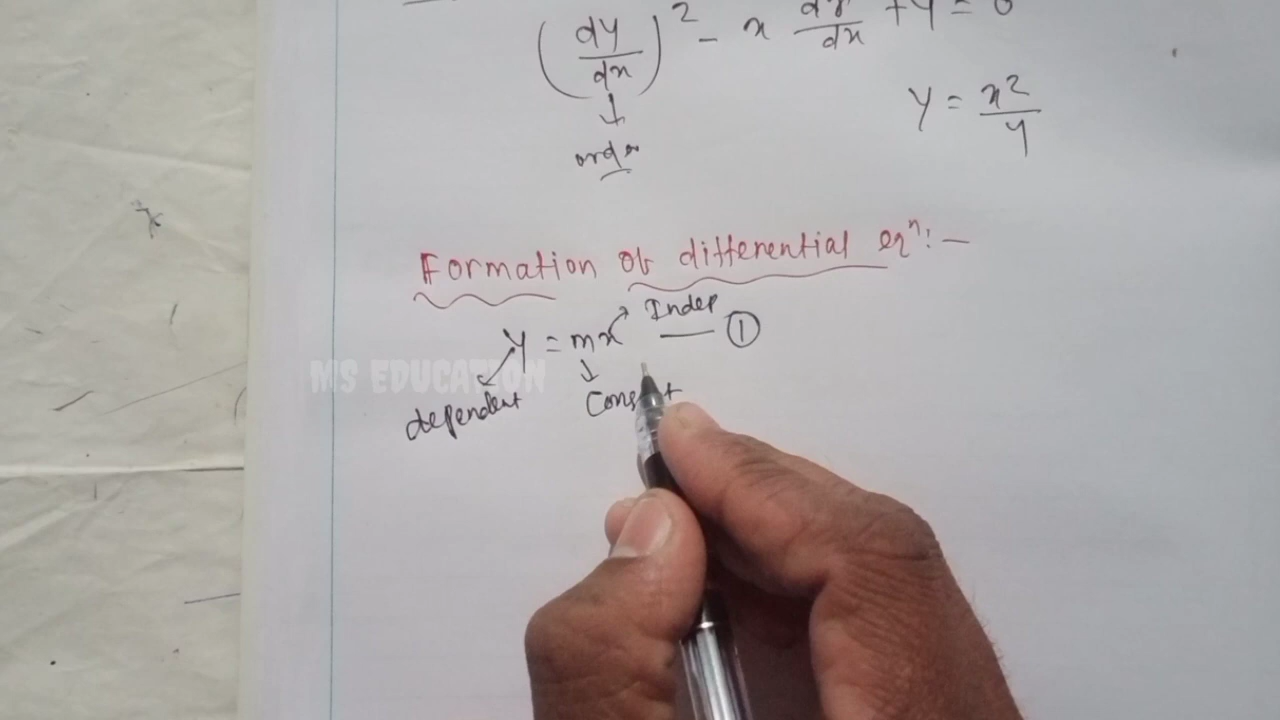 (dy/dx)² - x dy/dx + y = 0
↓
order
y = x²/y
Formation of differential eqⁿ: -
y = mx Indep — ①
dependent
Const
MS EDUCATION